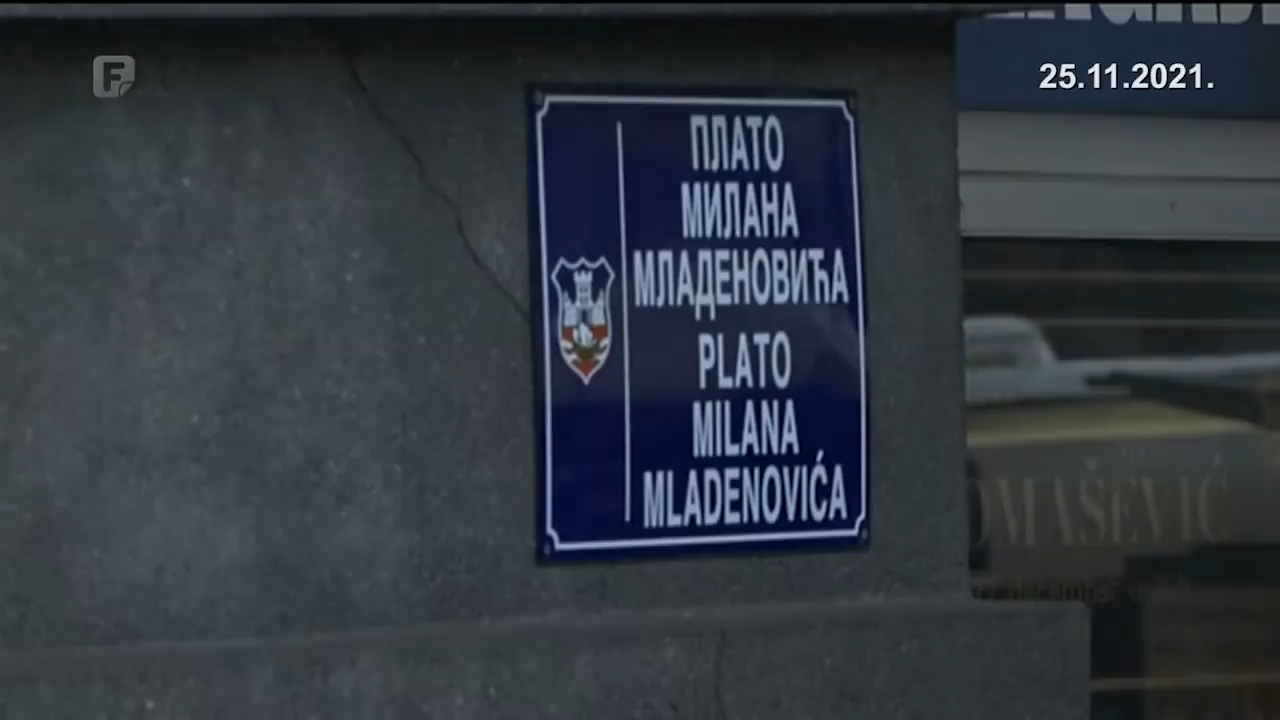 25.11.2021.
ПЛАТО
МИЛАНА
МЛАДЕНОВИЋА
PLATO
MILANA
MLADENOVIĆA
OMAŠEVIĆ